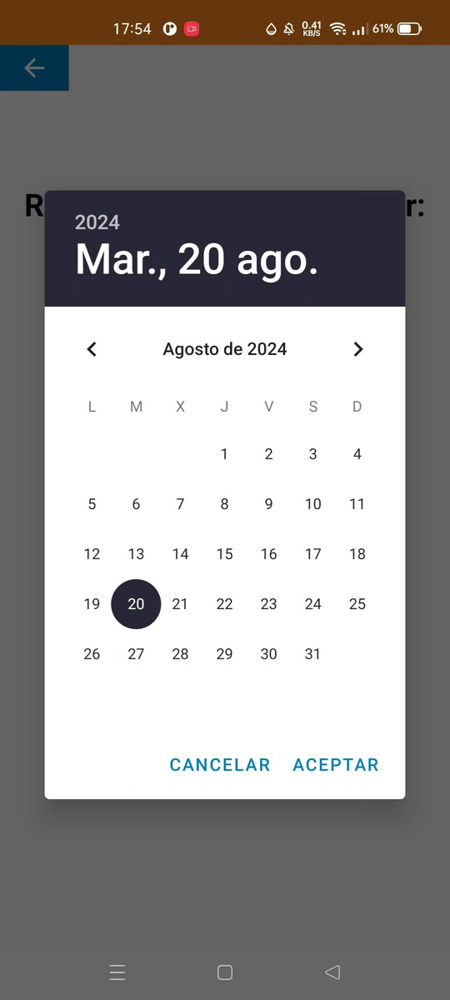 17:54 0.41 KB/S 61%
R r:
2024
Mar., 20 ago.
Agosto de 2024
L M X J V S D
1 2 3 4
5 6 7 8 9 10 11
12 13 14 15 16 17 18
19 20 21 22 23 24 25
26 27 28 29 30 31
CANCELAR ACEPTAR